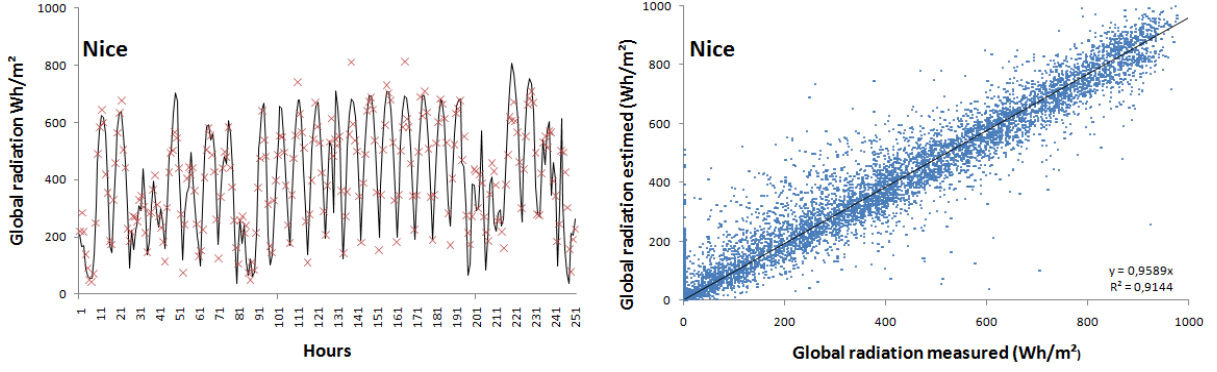 Nice
Global radiation Wh/m²
1000
800
600
400
200
0
1 11 21 31 41 51 61 71 81 91 101 111 121 131 141 151 161 171 181 191 201 211 221 231 241 251
Hours
Nice
Global radiation estimed (Wh/m²)
1000
800
600
400
200
0
y = 0,9589x
R² = 0,9144
0 200 400 600 800 1000
Global radiation measured (Wh/m²)